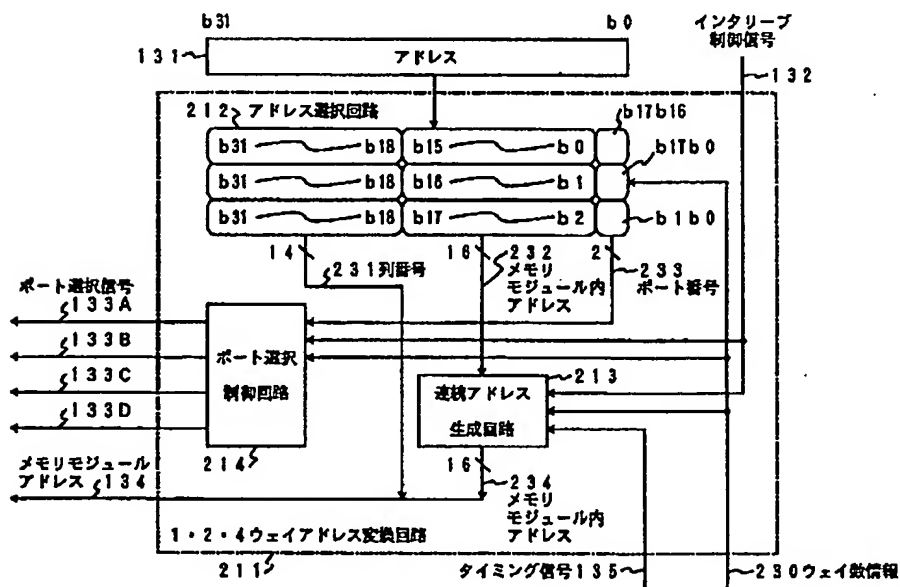 b31
b0
インタリーブ
制御信号
131
アドレス
132
212 アドレス選択回路
b17b16
b31 b18 b15 b0
b17b0
b31 b18 b16 b1
b31 b18 b17 b2 b1b0
14
231列番号
16
232
メモリ
モジュール内
アドレス
2
233
ポート番号
ポート選択信号
133A
133B
133C
133D
ポート選択
制御回路
214
213
連続アドレス
生成回路
16
234
メモリ
モジュール内
アドレス
メモリモジュール
アドレス134
1・2・4ウェイアドレス変換回路
211
タイミング信号135
230ウェイ数情報